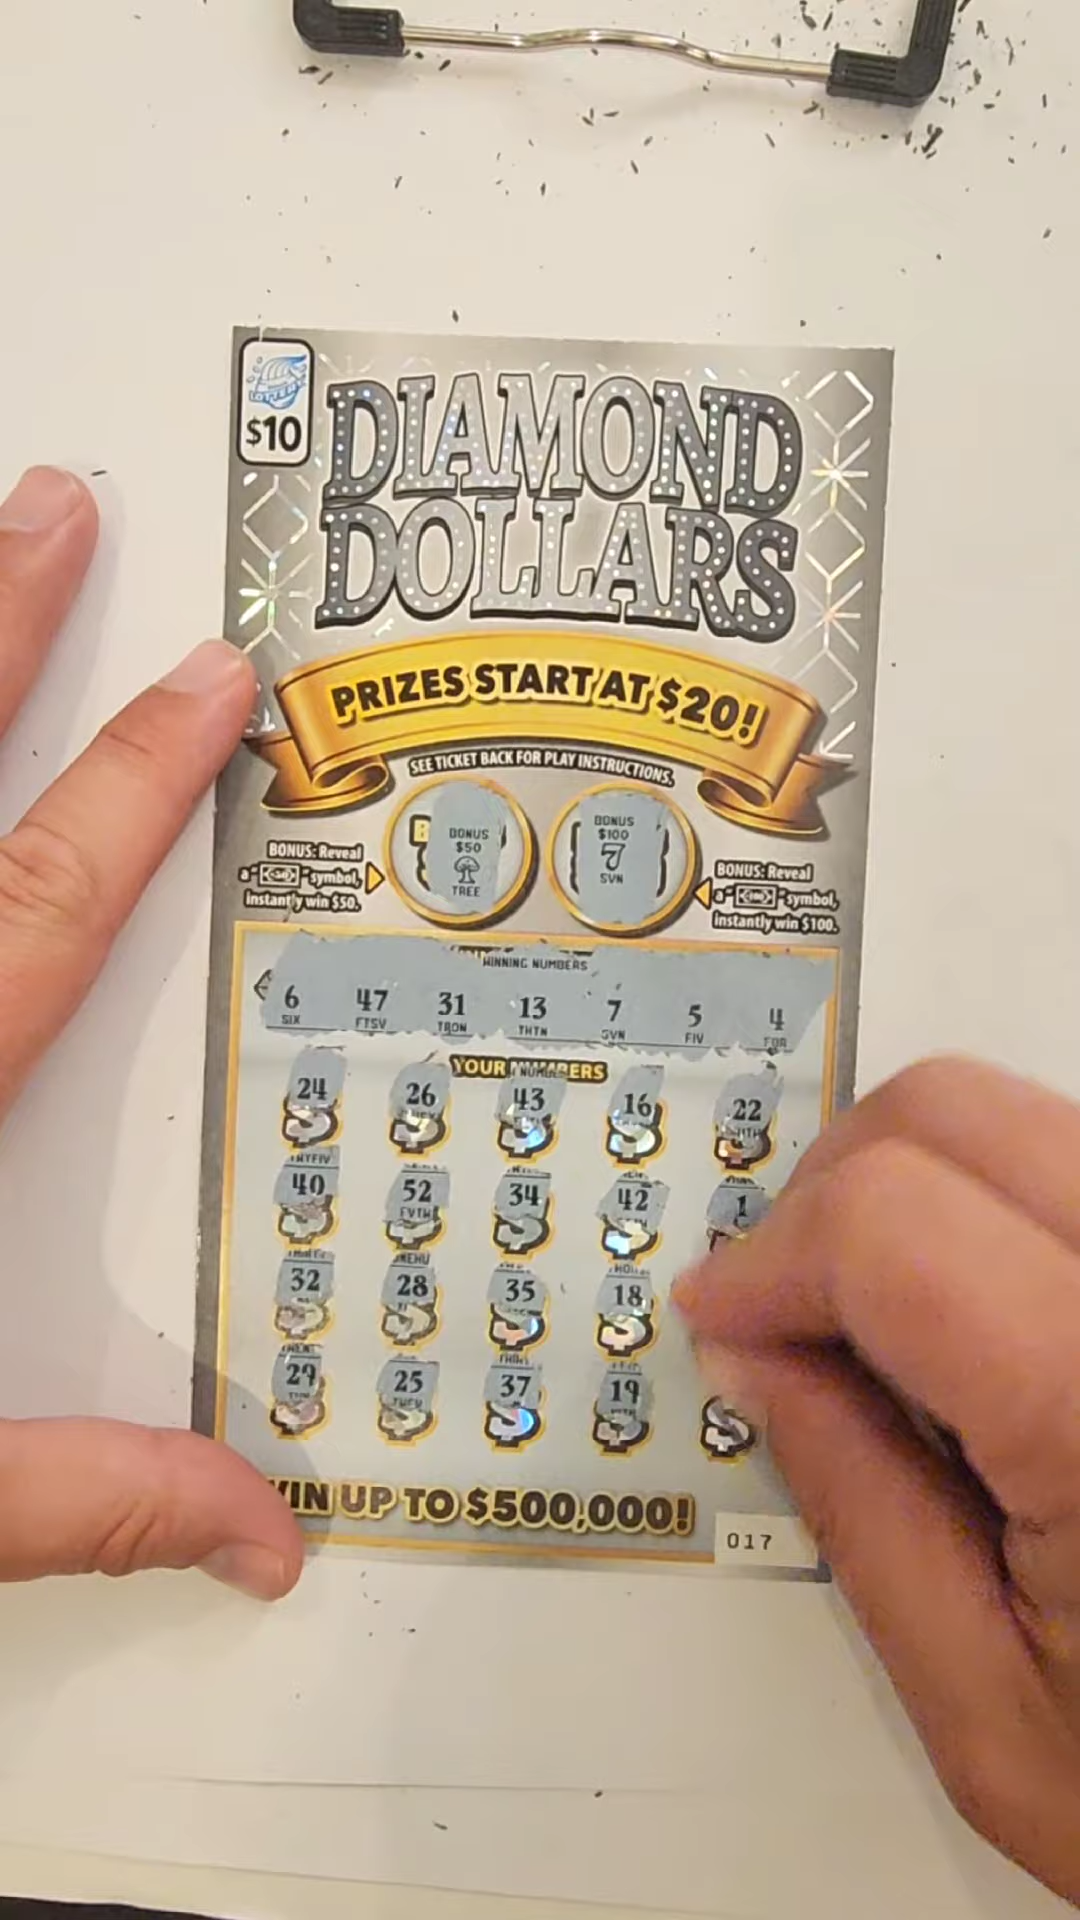 LOTTERY
$10
DIAMOND
DOLLARS
PRIZES START AT $20!
SEE TICKET BACK FOR PLAY INSTRUCTIONS.
BONUS: Reveal
a " " symbol,
instantly win $50.
B
BONUS
$50
TREE
BONUS
$100
7
SVN
BONUS: Reveal
a " " symbol,
instantly win $100.
WINNING NUMBERS
6 47 31 13 7 5 4
SIX FTSV TRON THTN SVN FIV FOR
YOUR NUMBERS
24 26 43 16 22
40 52 34 42 1
32 28 35 18
29 25 37 19
WIN UP TO $500,000!
017